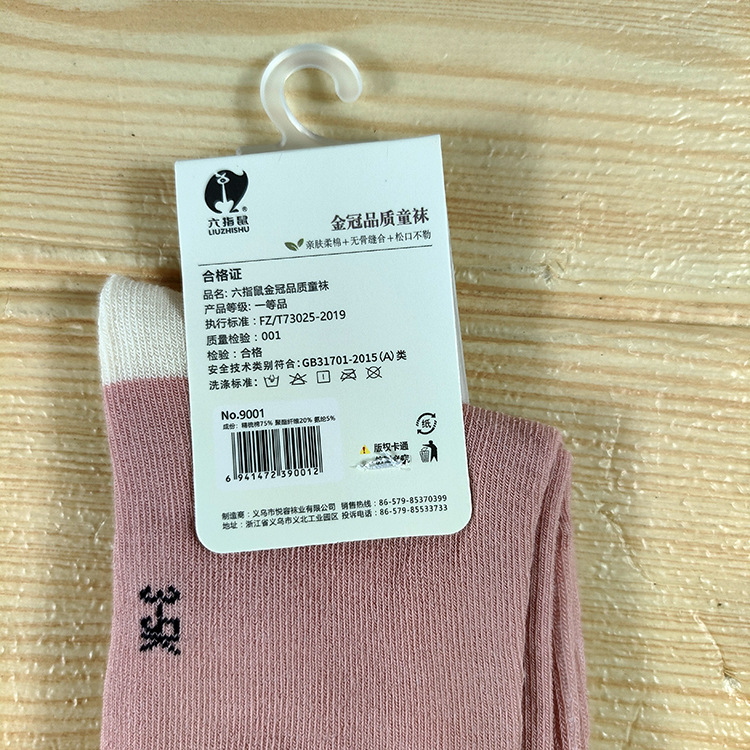 六指鼠®
LIUZHISHU
金冠品质童袜
亲肤柔棉+无骨缝合+松口不勒
合格证
品名: 六指鼠金冠品质童袜
产品等级: 一等品
执行标准: FZ/T73025-2019
质量检验: 001
检验: 合格
安全技术类别符合: GB31701-2015(A)类
洗涤标准:
No.9001
成份: 精梳棉75% 聚酯纤维20% 氨纶5%
6 941472 390012
纸
版权卡通
制造商: 义乌市悦容袜业有限公司 销售热线: 86-579-85370399
地址: 浙江省义乌市义北工业园区 投诉电话: 86-579-85533733
3-5岁